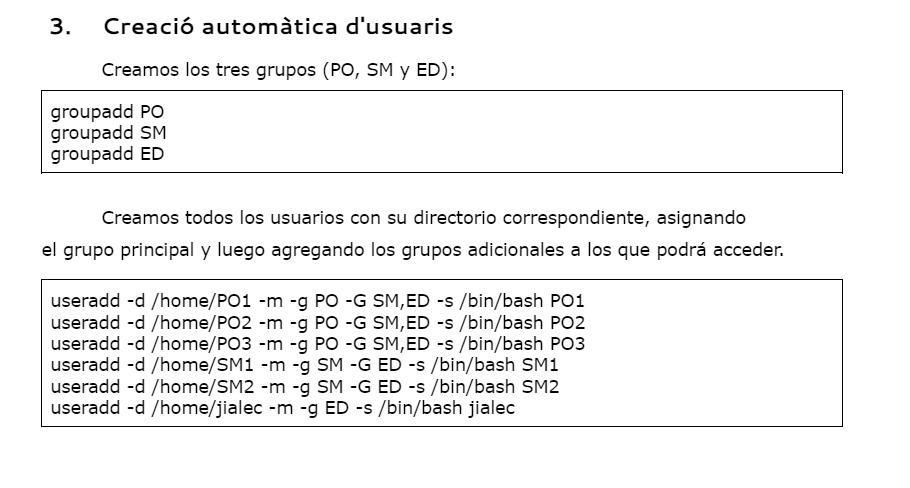 3. Creació automàtica d'usuaris
Creamos los tres grupos (PO, SM y ED):
groupadd PO
groupadd SM
groupadd ED
Creamos todos los usuarios con su directorio correspondiente, asignando
el grupo principal y luego agregando los grupos adicionales a los que podrá acceder.
useradd -d /home/PO1 -m -g PO -G SM,ED -s /bin/bash PO1
useradd -d /home/PO2 -m -g PO -G SM,ED -s /bin/bash PO2
useradd -d /home/PO3 -m -g PO -G SM,ED -s /bin/bash PO3
useradd -d /home/SM1 -m -g SM -G ED -s /bin/bash SM1
useradd -d /home/SM2 -m -g SM -G ED -s /bin/bash SM2
useradd -d /home/jialec -m -g ED -s /bin/bash jialec